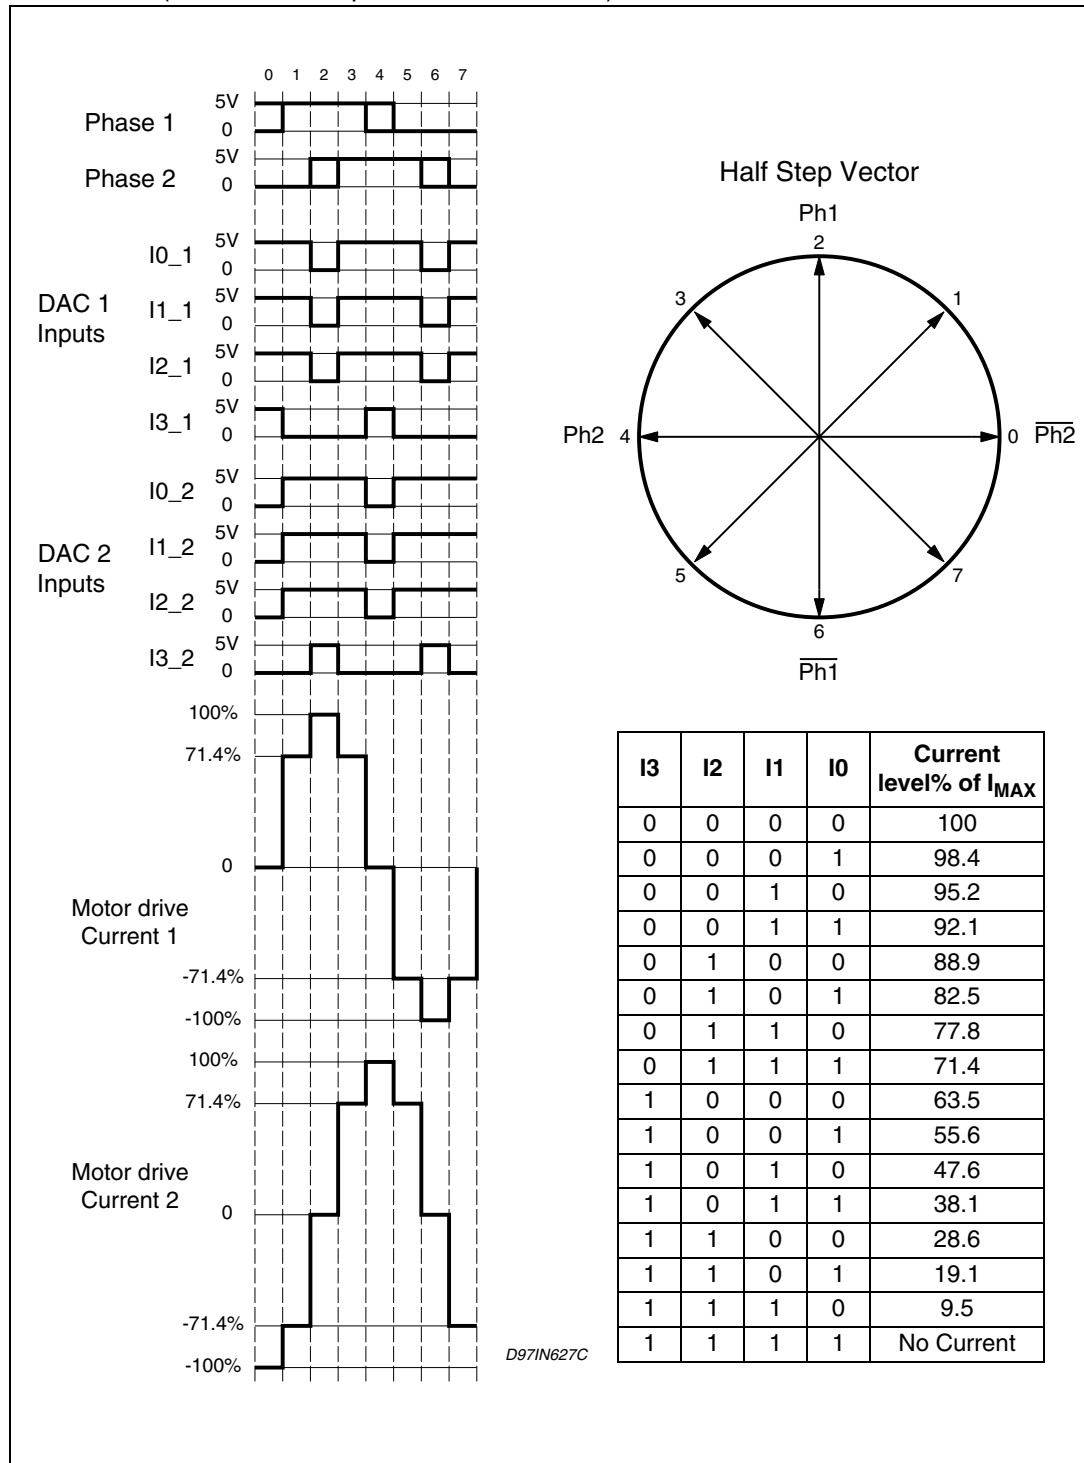 0 1 2 3 4 5 6 7
Phase 1 5V 0
Phase 2 5V 0
DAC 1 Inputs
I0_1 5V 0
I1_1 5V 0
I2_1 5V 0
I3_1 5V 0
DAC 2 Inputs
I0_2 5V 0
I1_2 5V 0
I2_2 5V 0
I3_2 5V 0
100%
71.4%
0
Motor drive
Current 1
-71.4%
-100%
100%
71.4%
Motor drive
Current 2
0
-71.4%
-100%
D97IN627C
Half Step Vector
Ph1
2
3 1
Ph2 4 0 P̅h̅2̅
5 7
6
P̅h̅1̅
I3 I2 I1 I0 Current level% of IMAX
0 0 0 0 100
0 0 0 1 98.4
0 0 1 0 95.2
0 0 1 1 92.1
0 1 0 0 88.9
0 1 0 1 82.5
0 1 1 0 77.8
0 1 1 1 71.4
1 0 0 0 63.5
1 0 0 1 55.6
1 0 1 0 47.6
1 0 1 1 38.1
1 1 0 0 28.6
1 1 0 1 19.1
1 1 1 0 9.5
1 1 1 1 No Current